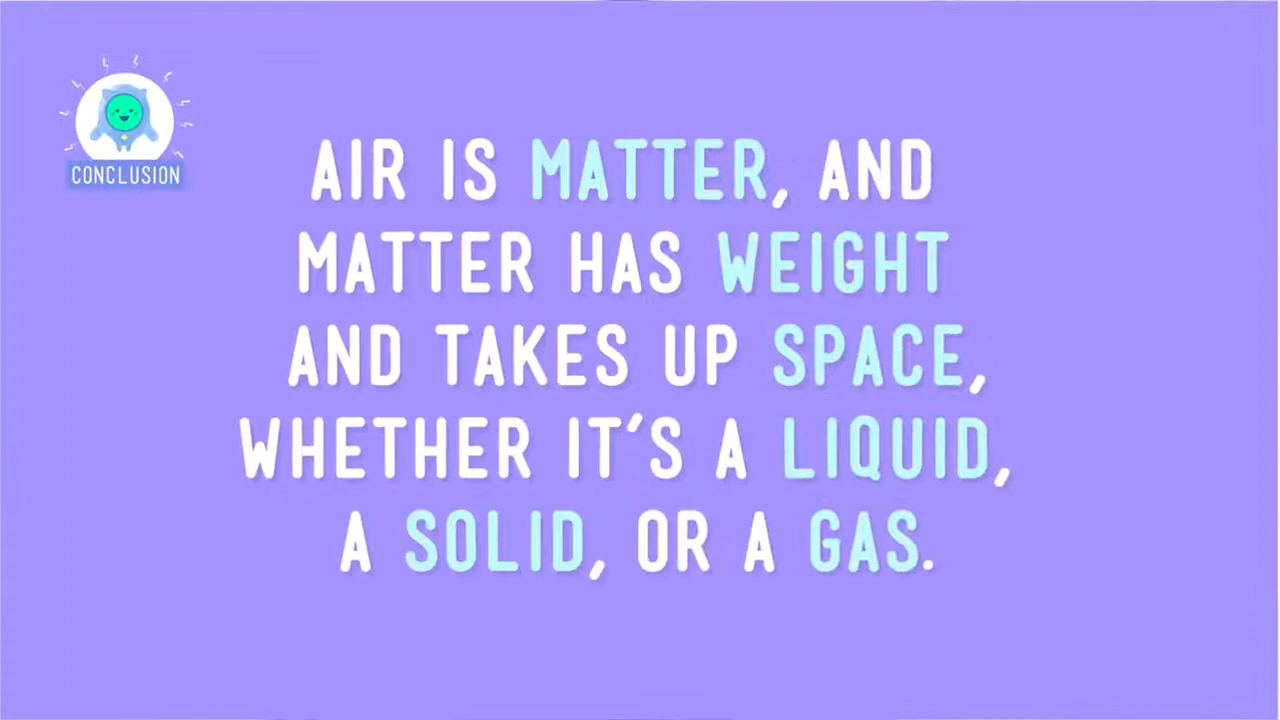 CONCLUSION
AIR IS MATTER, AND
MATTER HAS WEIGHT
AND TAKES UP SPACE,
WHETHER IT'S A LIQUID,
A SOLID, OR A GAS.